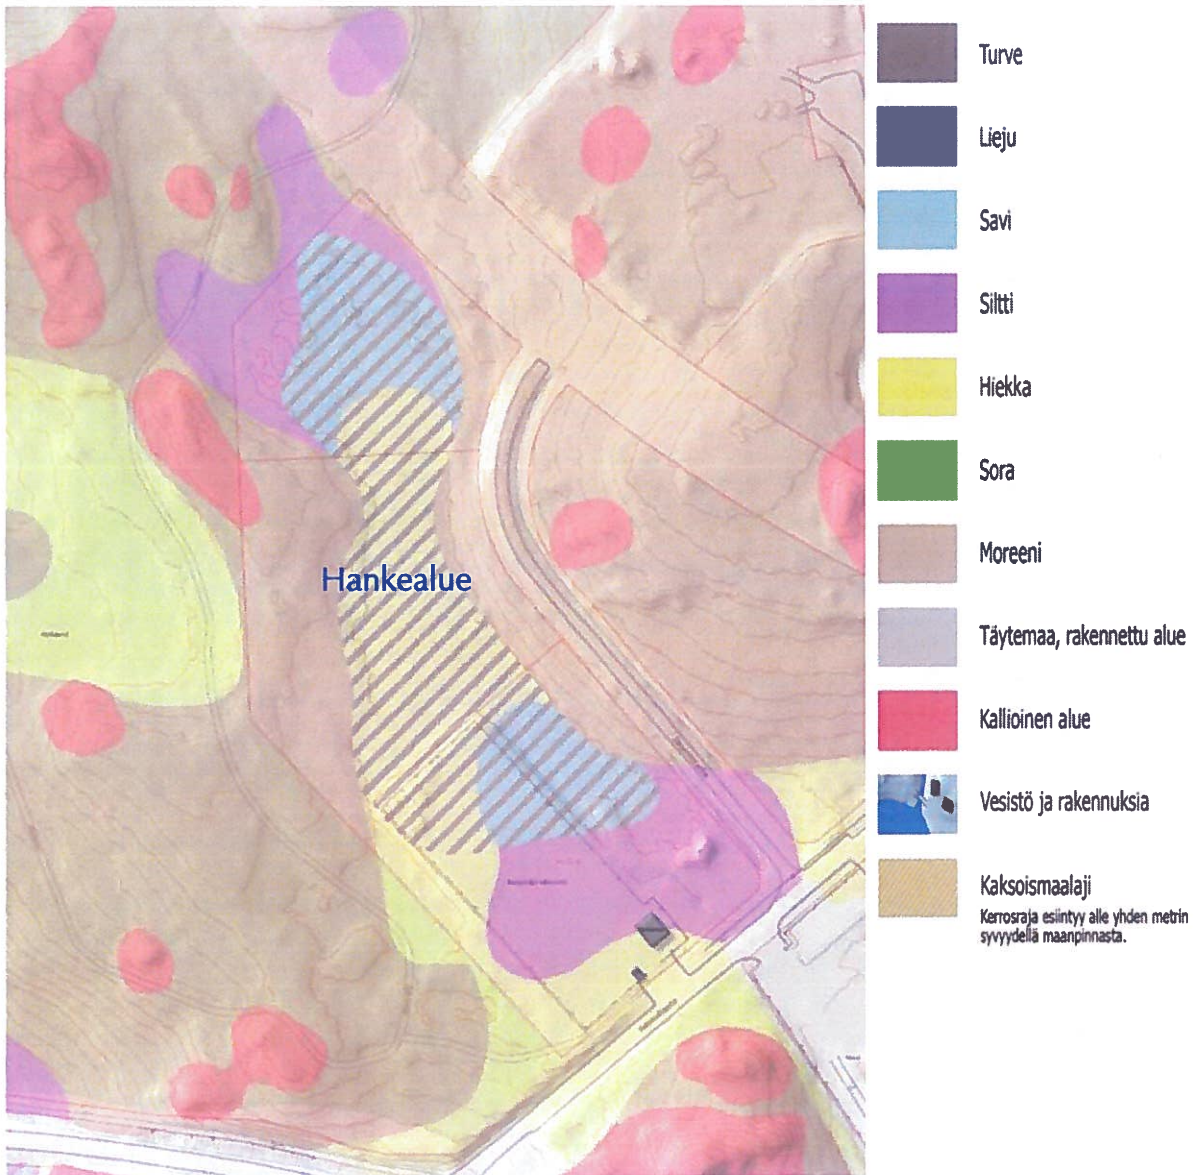 Hankealue
Turve
Lieju
Savi
Siltti
Hiekka
Sora
Moreeni
Täytemaa, rakennettu alue
Kallioinen alue
Vesistö ja rakennuksia
Kaksoismaalaji
Kerrosraja esiintyy alle yhden metrin
syvyydellä maanpinnasta.